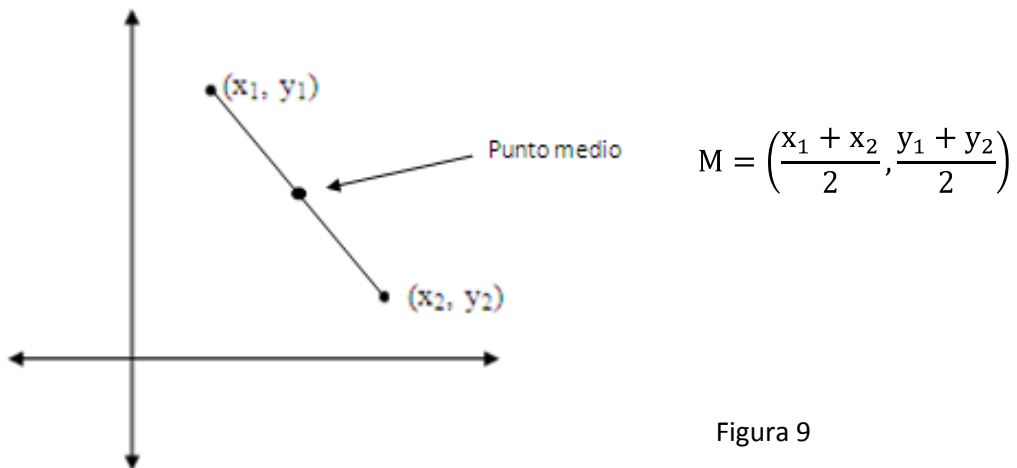 (x₁, y₁)
Punto medio
M = ((x₁ + x₂)/2, (y₁ + y₂)/2)
(x₂, y₂)
Figura 9